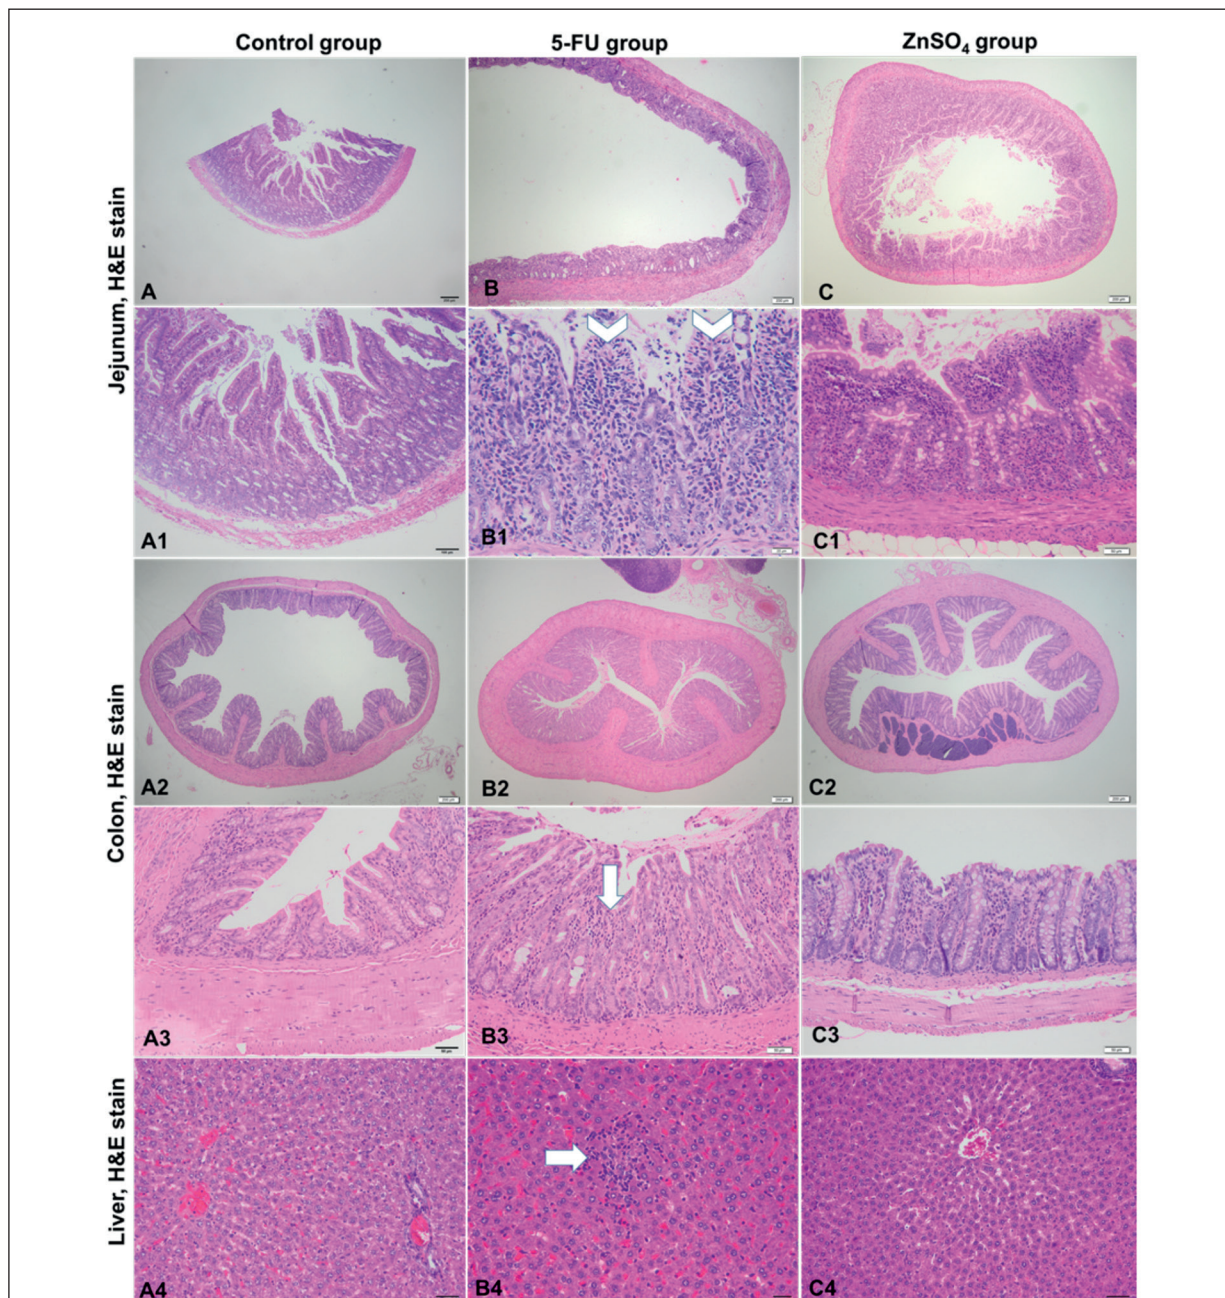 Control group 5-FU group ZnSO₄ group
Jejunum, H&E stain
A B C
A1 B1 C1
Colon, H&E stain
A2 B2 C2
A3 B3 C3
Liver, H&E stain
A4 B4 C4